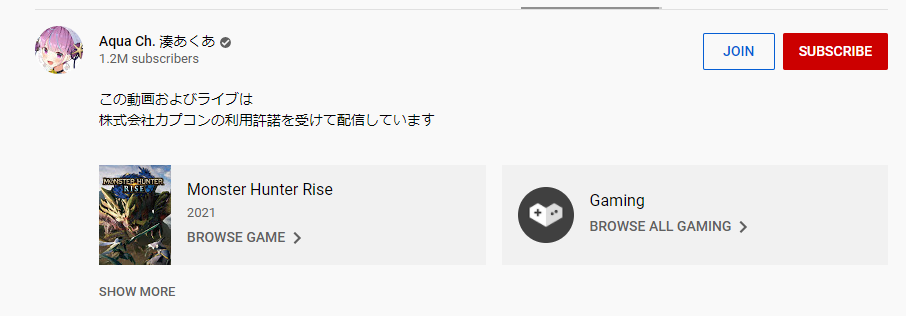 Aqua Ch. 湊あくあ
1.2M subscribers
JOIN
SUBSCRIBE
この動画およびライブは
株式会社カプコンの利用許諾を受けて配信しています
MONSTER HUNTER
RISE
Monster Hunter Rise
2021
BROWSE GAME
Gaming
BROWSE ALL GAMING
SHOW MORE